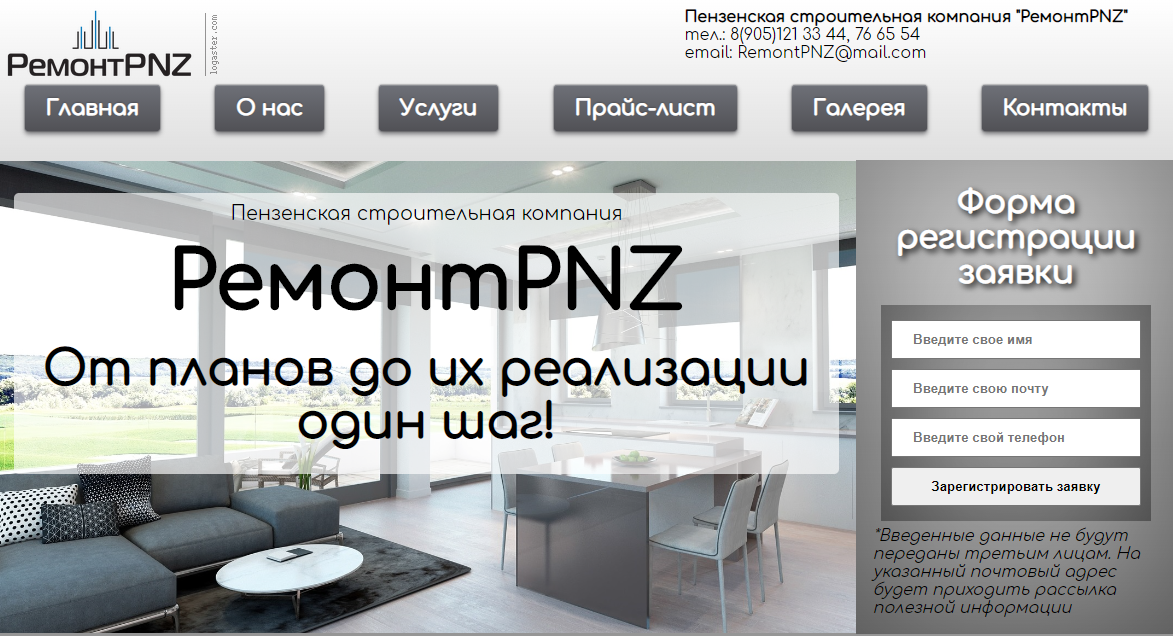 РемонтPNZ
logaster.com
Пензенская строительная компания "РемонтPNZ"
тел.: 8(905)121 33 44, 76 65 54
email: RemontPNZ@mail.com
Главная
О нас
Услуги
Прайс-лист
Галерея
Контакты
Пензенская строительная компания
РемонтPNZ
От планов до их реализации
один шаг!
Форма
регистрации
заявки
Введите свое имя
Введите свою почту
Введите свой телефон
Зарегистрировать заявку
*Введенные данные не будут
переданы третьим лицам. На
указанный почтовый адрес
будет приходить рассылка
полезной информации